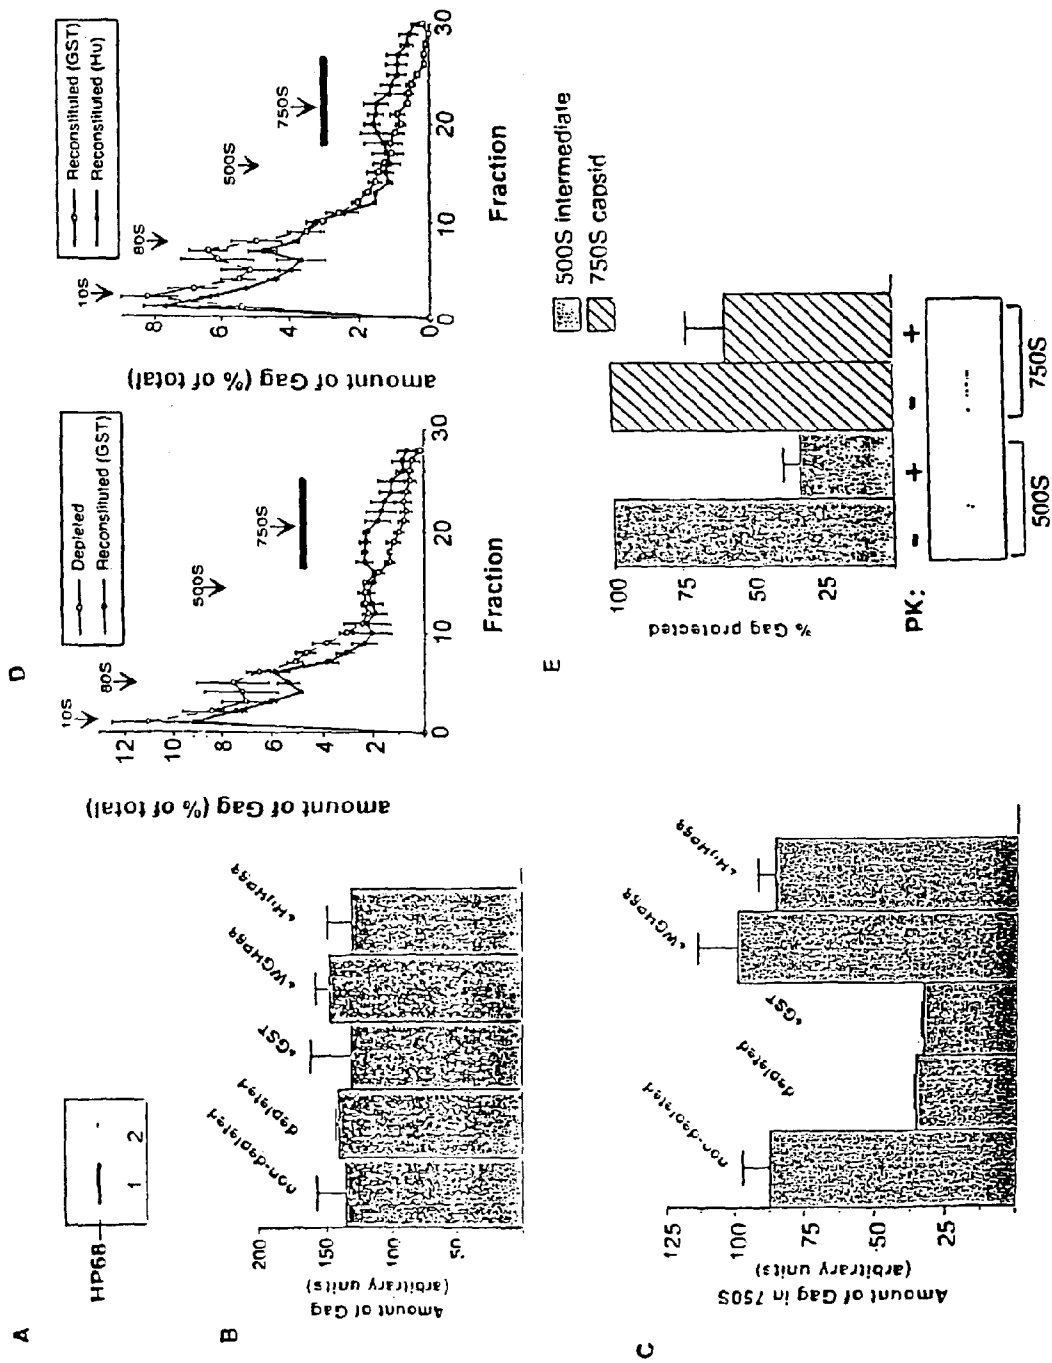 A
HP68
1 2
B
Amount of Gag
(arbitrary units)
200
150
100
50
non-depleted
depleted
+GST
+WGHP68
+HuHP68
C
Amount of Gag in 750S
(arbitrary units)
125
100
75
50
25
non-depleted
depleted
+GST
+WGHP68
+HuHP68
D
Depleted
Reconstituted (GST)
10S
80S
500S
750S
amount of Gag (% of total)
12
10
8
6
4
2
0 10 20 30
Fraction
Reconstituted (GST)
Reconstituted (Hu)
10S
80S
500S
750S
amount of Gag (% of total)
8
6
4
2
0
0 10 20 30
Fraction
E
500S intermediate
750S capsid
% Gag protected
100
75
50
25
PK: - + - +
500S 750S